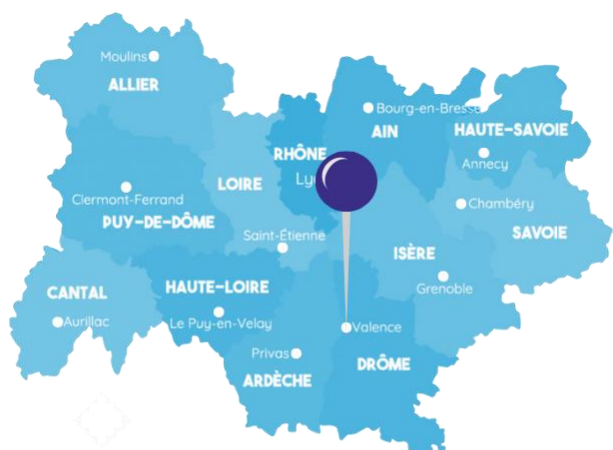 Moulins
ALLIER
Bourg-en-Bresse
AIN
HAUTE-SAVOIE
Annecy
RHÔNE
Ly
LOIRE
Clermont-Ferrand
PUY-DE-DÔME
Chambéry
SAVOIE
Saint-Étienne
ISÈRE
Grenoble
CANTAL
Aurillac
HAUTE-LOIRE
Le Puy-en-Velay
Valence
Privas
ARDÈCHE
DRÔME